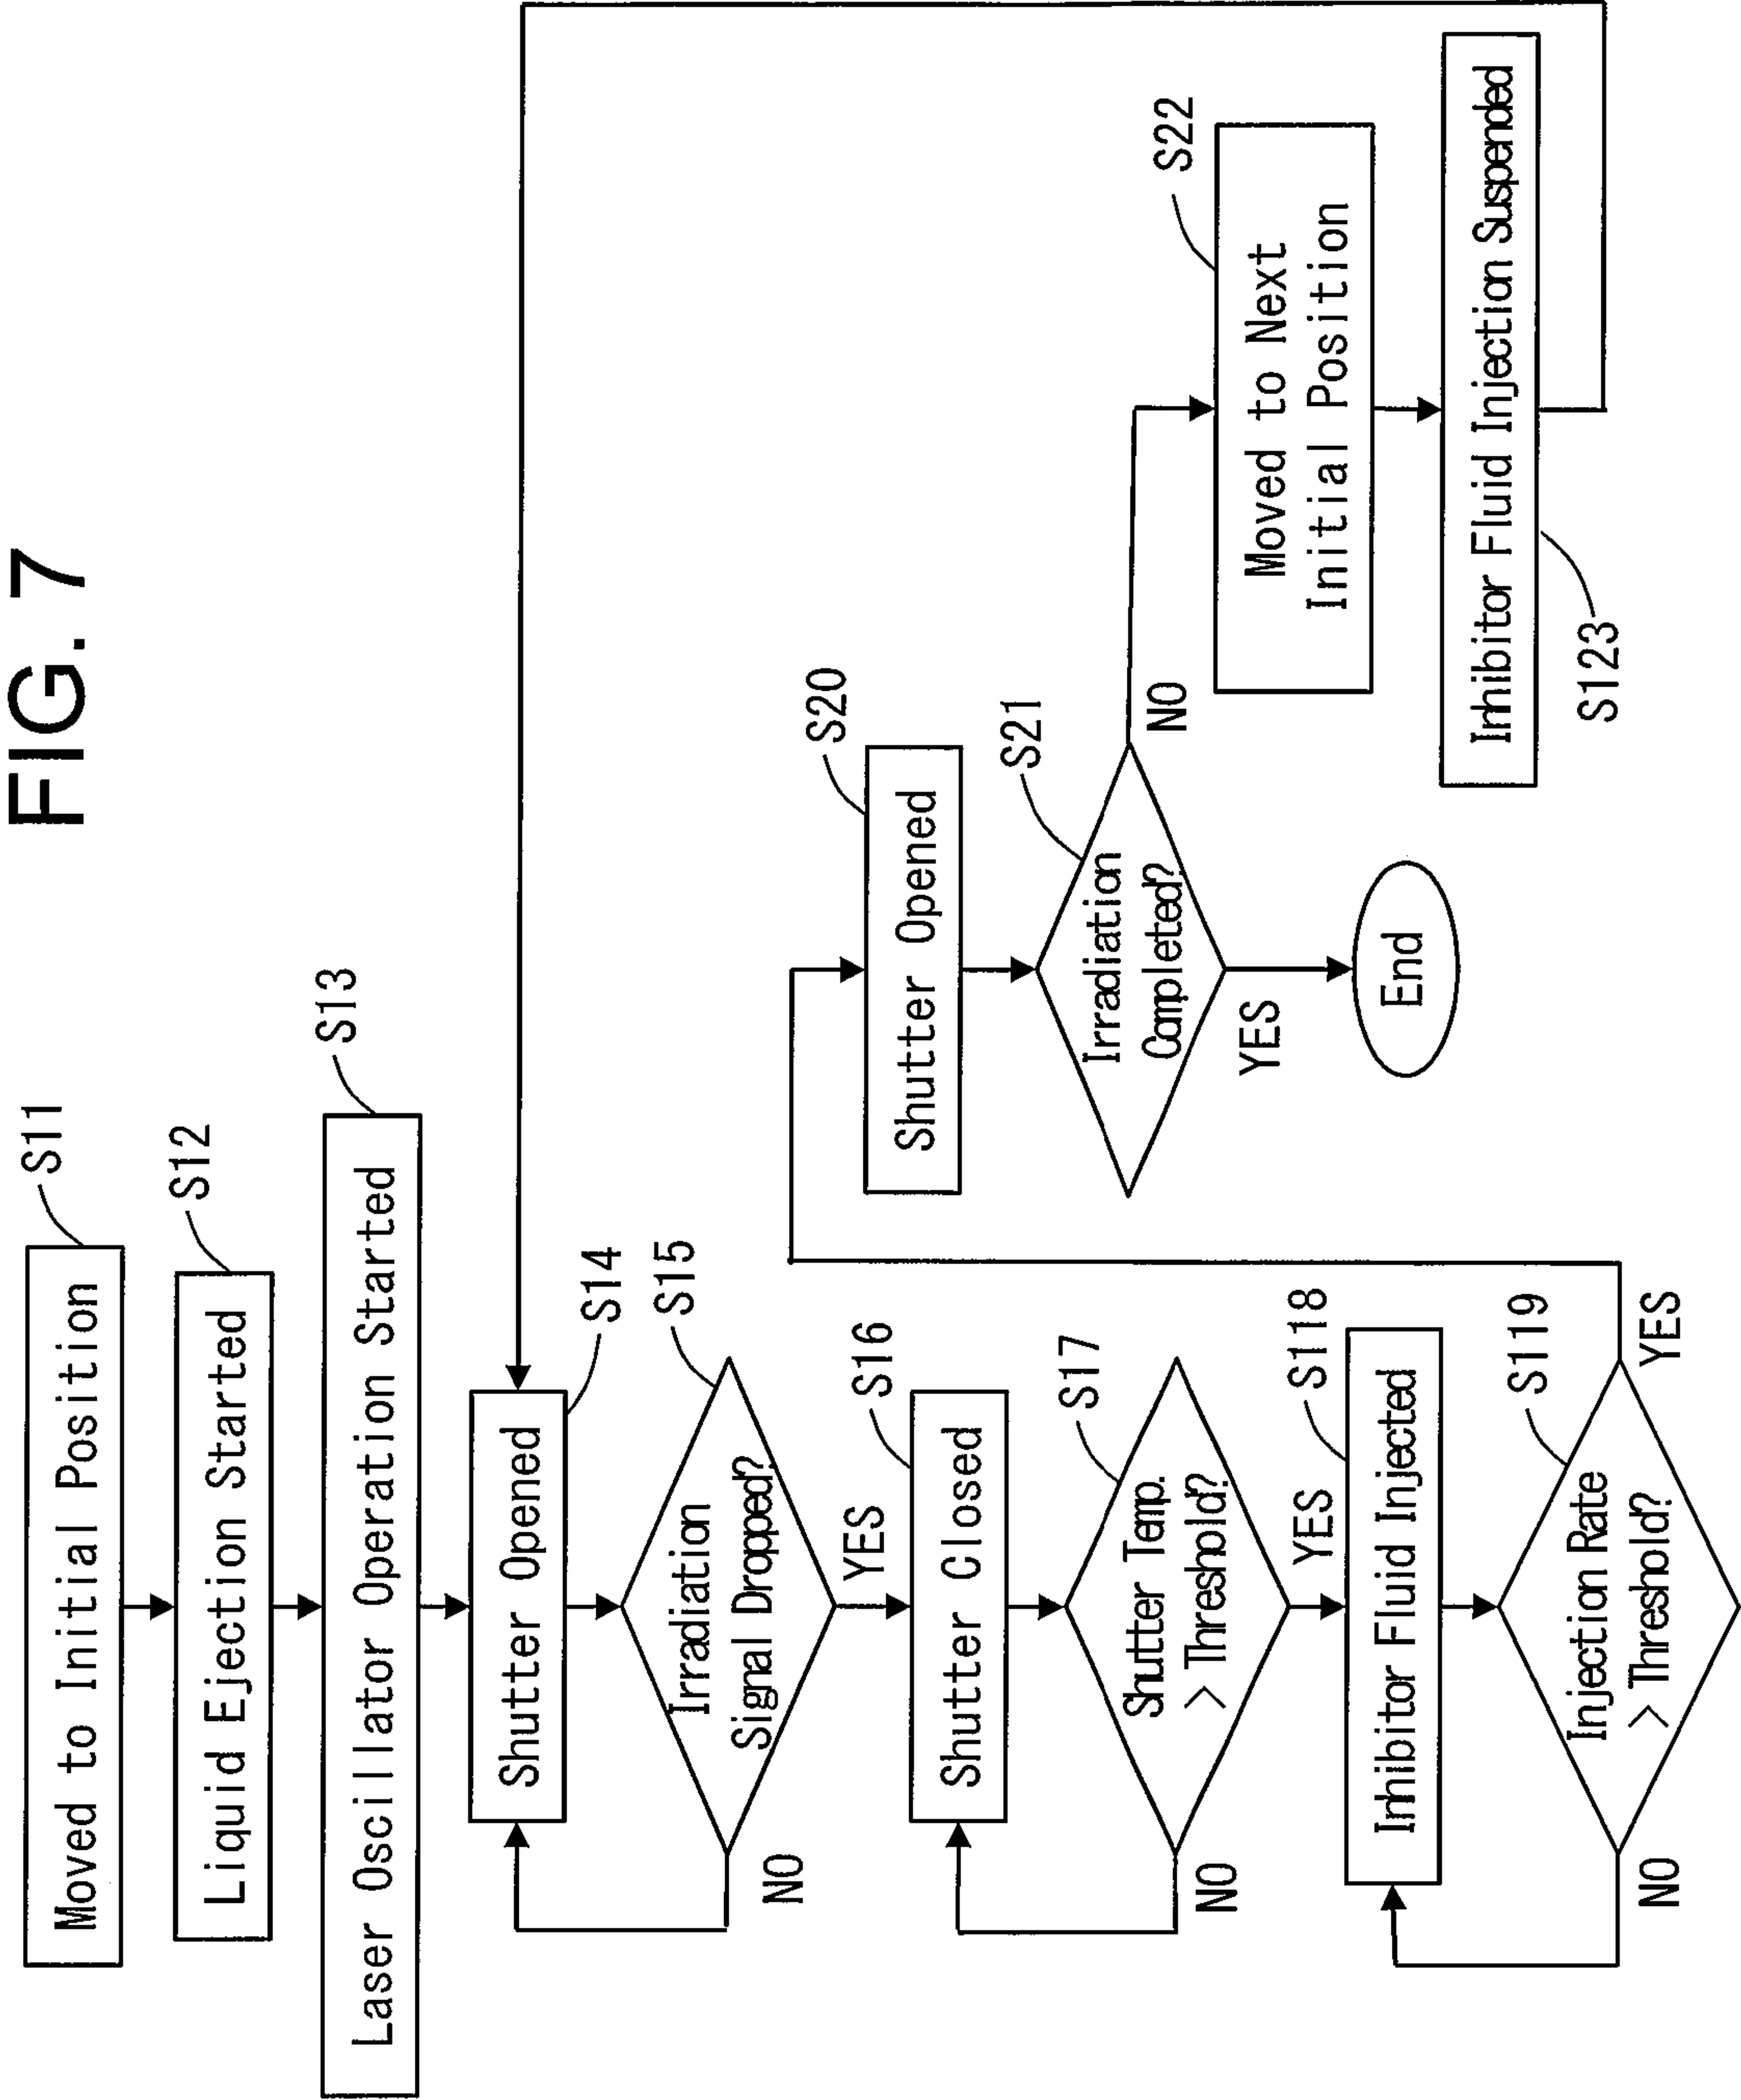 FIG. 7
Moved to Initial Position
S11
Liquid Ejection Started
S12
Laser Oscillator Operation Started
S13
Shutter Opened
S14
Irradiation
Signal Dropped?
S15
NO
YES
Shutter Closed
S16
Shutter Temp.
> Threshold?
S17
NO
YES
Inhibitor Fluid Injected
S118
Injection Rate
> Threshold?
S119
NO
YES
Shutter Opened
S20
Irradiation
Completed?
S21
YES
NO
End
Moved to Next
Initial Position
S22
Inhibitor Fluid Injection Suspended
S123